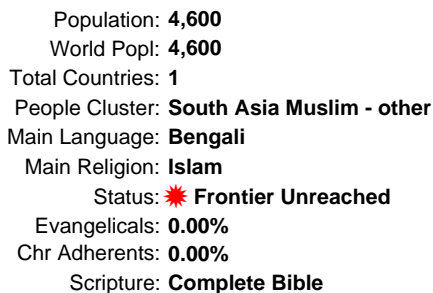 Population: 4,600
World Popl: 4,600
Total Countries: 1
People Cluster: South Asia Muslim - other
Main Language: Bengali
Main Religion: Islam
Status: Frontier Unreached
Evangelicals: 0.00%
Chr Adherents: 0.00%
Scripture: Complete Bible